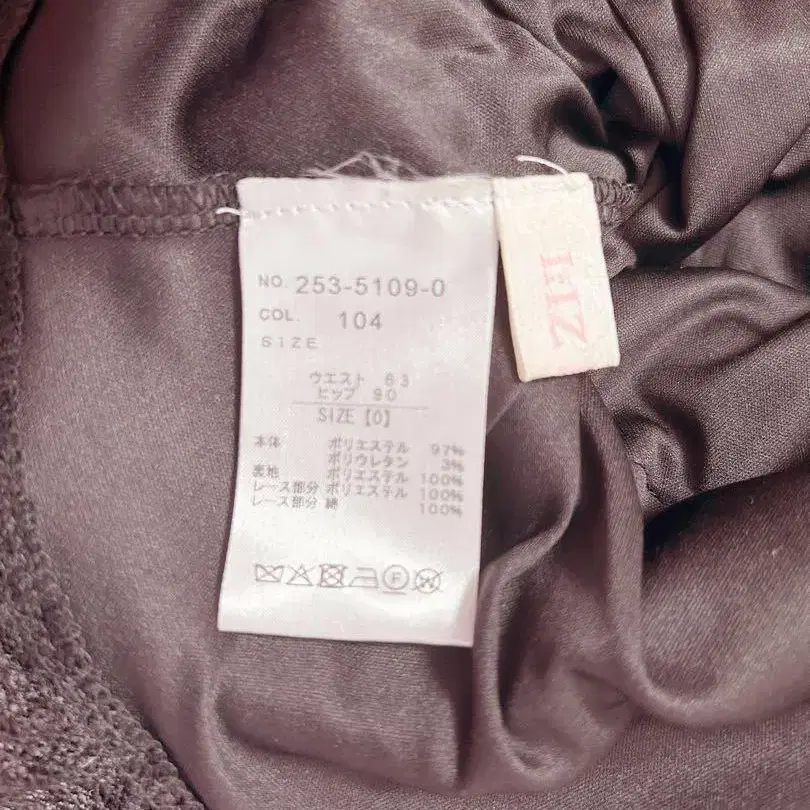 NO. 253-5109-0
COL. 104
SIZE
ウエスト 63
ヒップ 90
SIZE【0】
本体 ポリエステル 97%
ポリウレタン 3%
裏地 ポリエステル 100%
レース部分 ポリエステル 100%
レース部分 綿 100%
F
W